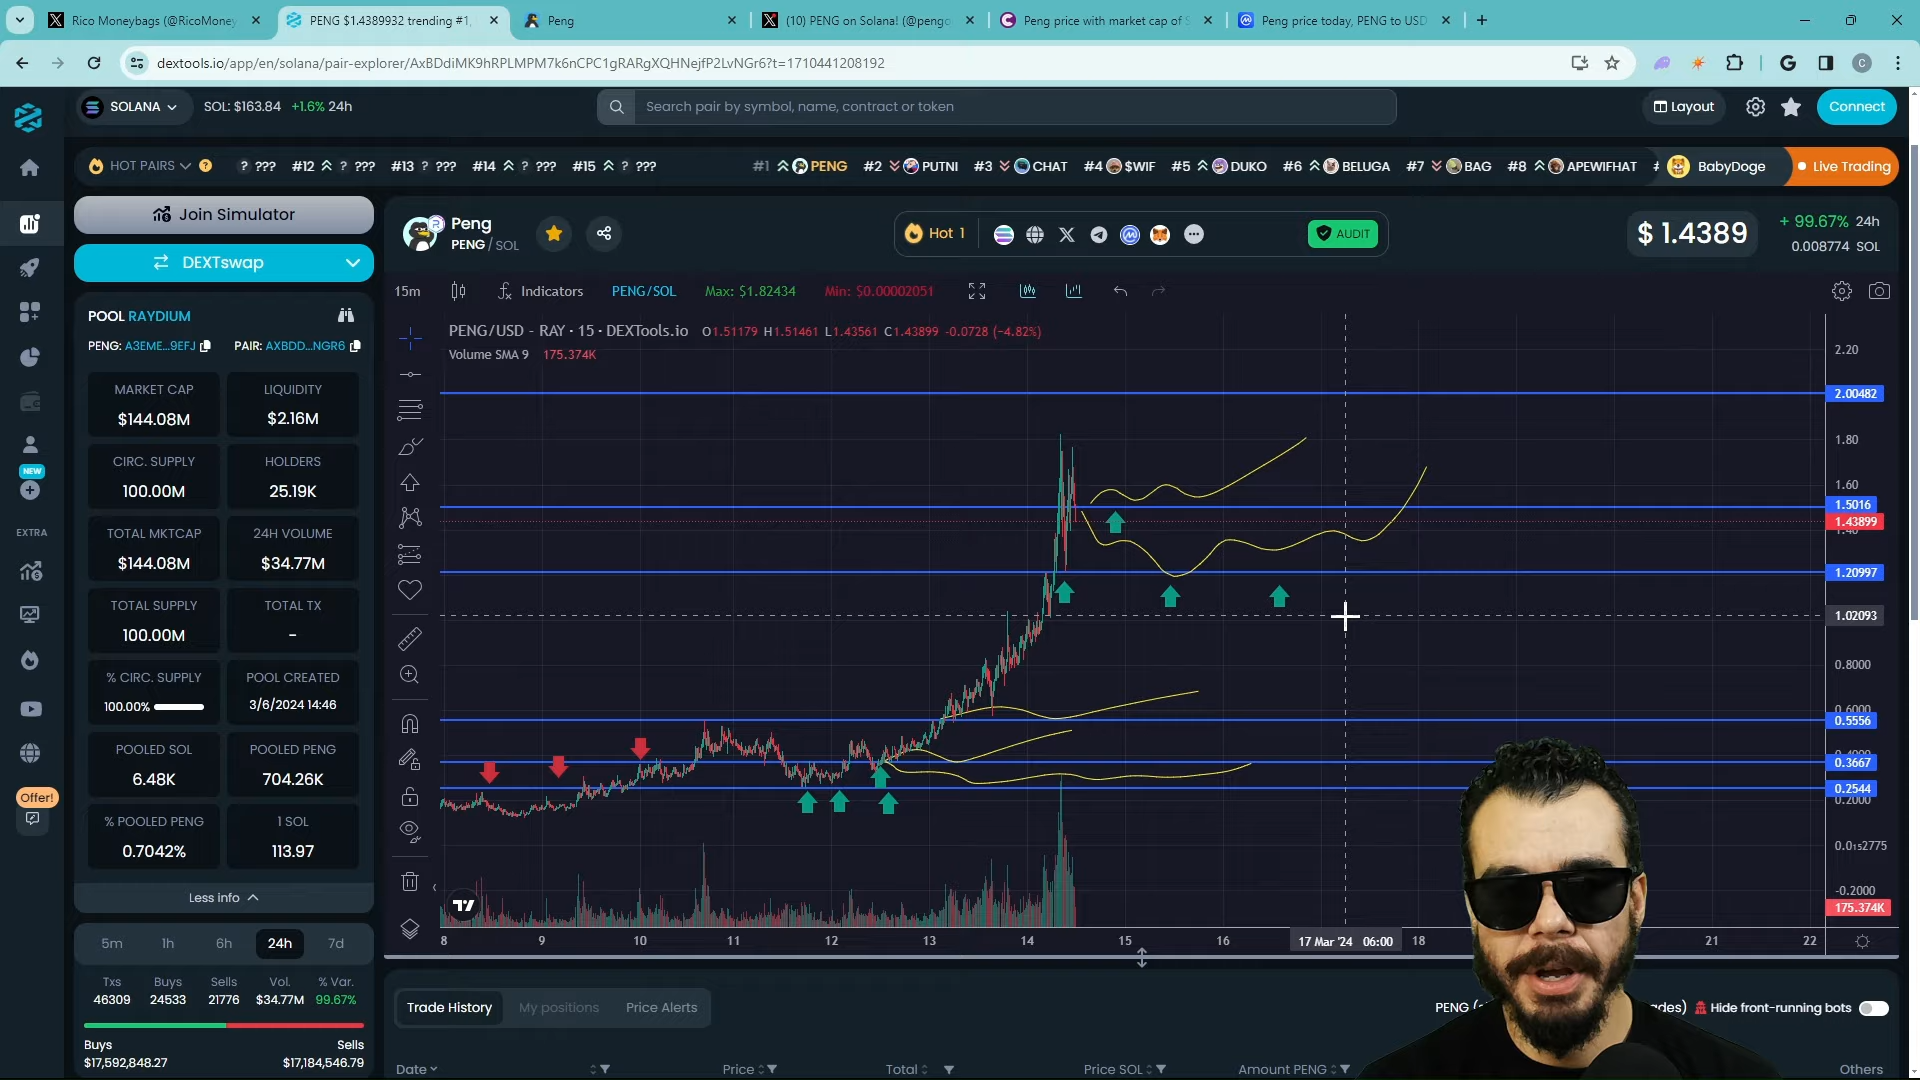 Rico Moneybags (@RicoMoney
PENG $1.4389932 trending #1,
Peng
(10) PENG on Solana! (@pengo
Peng price with market cap of $
Peng price today, PENG to USD
dextools.io/app/en/solana/pair-explorer/AxBDdiMK9hRPLMPM7k6nCPC1gRARgXQHNejfP2LvNGr6?t=1710441208192
C
SOLANA
SOL: $163.84 +1.6% 24h
Search pair by symbol, name, contract or token
Layout
Connect
HOT PAIRS ? ? ??? #12 ? ??? #13 ? ??? #14 ? ??? #15 ? ??? #1 PENG #2 PUTNI #3 CHAT #4 $WIF #5 DUKO #6 BELUGA #7 BAG #8 APEWIFHAT
BabyDoge
Live Trading
Join Simulator
DEXTswap
Peng
PENG / SOL
Hot 1
AUDIT
$ 1.4389
+ 99.67% 24h
0.008774 SOL
15m
Indicators
PENG/SOL
Max: $1.82434
Min: $0.00002051
PENG/USD - RAY · 15 · DEXTools.io O1.51179 H1.51461 L1.43561 C1.43899 -0.0728 (−4.82%)
Volume SMA 9 175.374K
POOL RAYDIUM
PENG: A3EME...9EFJ
PAIR: AXBDD...NGR6
MARKET CAP
$144.08M
LIQUIDITY
$2.16M
CIRC. SUPPLY
100.00M
HOLDERS
25.19K
TOTAL MKTCAP
$144.08M
24H VOLUME
$34.77M
TOTAL SUPPLY
100.00M
TOTAL TX
-
% CIRC. SUPPLY
100.00%
POOL CREATED
3/6/2024 14:46
POOLED SOL
6.48K
POOLED PENG
704.26K
% POOLED PENG
0.7042%
1 SOL
113.97
Less info
NEW
EXTRA
Offer!
2.20
2.00482
1.80
1.60
1.5016
1.43899
1.40
1.20997
1.02093
0.8000
0.6000
0.5556
0.4000
0.3667
0.2544
0.2000
0.0₁₅2775
-0.2000
175.374K
8 9 10 11 12 13 14 15 16 17 Mar '24 06:00 18 21 22
5m 1h 6h 24h 7d
Txs Buys Sells Vol. % Var.
46309 24533 21776 $34.77M 99.67%
Buys
Sells
$17,592,848.27
$17,184,546.79
Trade History
My positions
Price Alerts
PENG
Hide front-running bots
Date
Price
Total
Price SOL
Amount PENG
Others